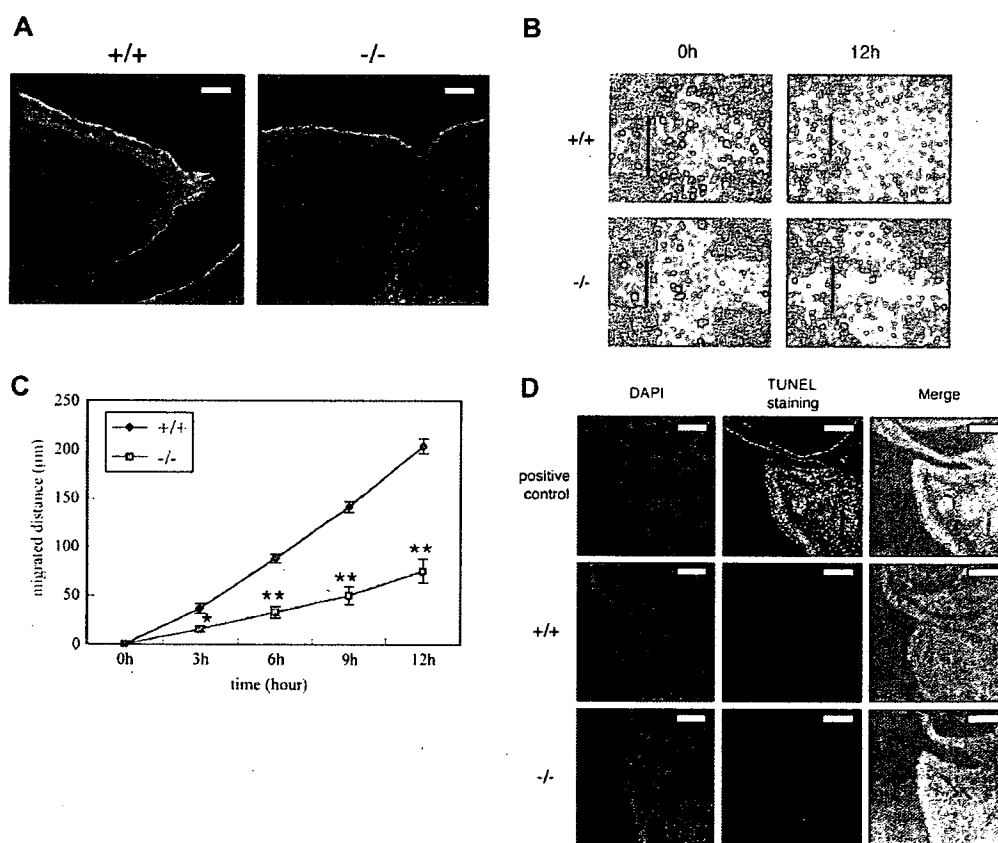 A
+/+
-/-
B
0h
12h
+/+
-/-
C
250
200
150
100
50
0
+/+
-/-
*
**
**
**
0h
3h
6h
9h
12h
migrated distance (μm)
time (hour)
D
DAPI
TUNEL
staining
Merge
positive
control
+/+
-/-